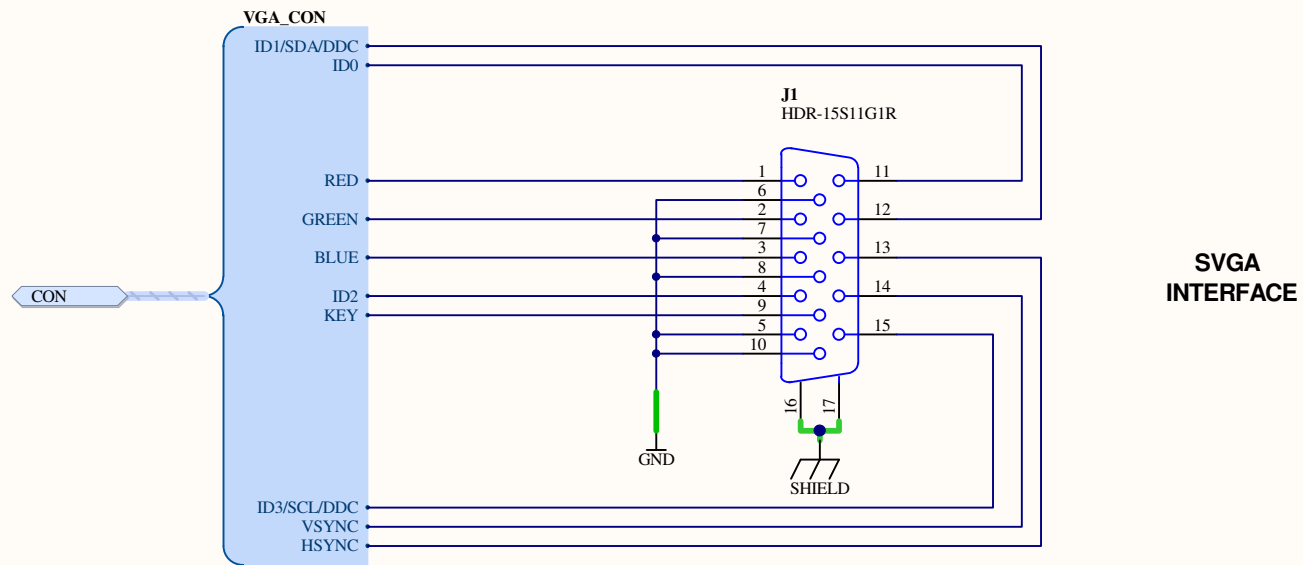 VGA_CON
ID1/SDA/DDC
ID0
J1
HDR-15S11G1R
RED
1
11
6
GREEN
2
12
7
BLUE
3
13
8
CON
ID2
4
14
KEY
9
5
15
10
SVGA
INTERFACE
16
17
GND
SHIELD
ID3/SCL/DDC
VSYNC
HSYNC